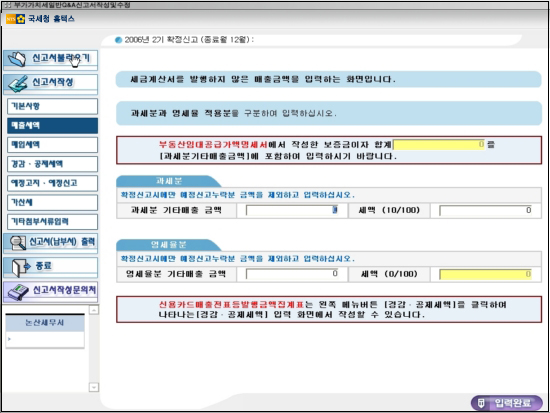 부가가치세일반Q&A신고서작성및수정
국세청 홈텍스
2006년 2기 확정신고 (종료월 12월) :
신고서불러오기
신고서작성
기본사항
매출세액
매입세액
경감 · 공제세액
예정고지 · 예정신고
가산세
기타첨부서류입력
신고서(납부서) 출력
종료
신고서작성문의처
논산세무서
세금계산서를 발행하지 않은 매출금액을 입력하는 화면입니다.
과세분과 영세율 적용분를 구분하여 입력하십시오.
부동산임대공급가액명세서에서 작성한 보증금이자 합계 0 을
[과세분기타매출금액]에 포함하여 입력하시기 바랍니다.
과세분
확정신고시에만 예정신고누락분 금액을 제외하고 입력하십시오.
과세분 기타매출 금액 0 세액 (10/100) 0
영세율분
확정신고시에만 예정신고누락분 금액을 제외하고 입력하십시오.
영세율분 기타매출 금액 0 세액 (0/100) 0
신용카드매출전표등발행금액집계표는 왼쪽 메뉴버튼 [경감 · 공제세액]를 클릭하여
나타나는[경감 · 공제세액] 입력 화면에서 작성할 수 있습니다.
입력완료